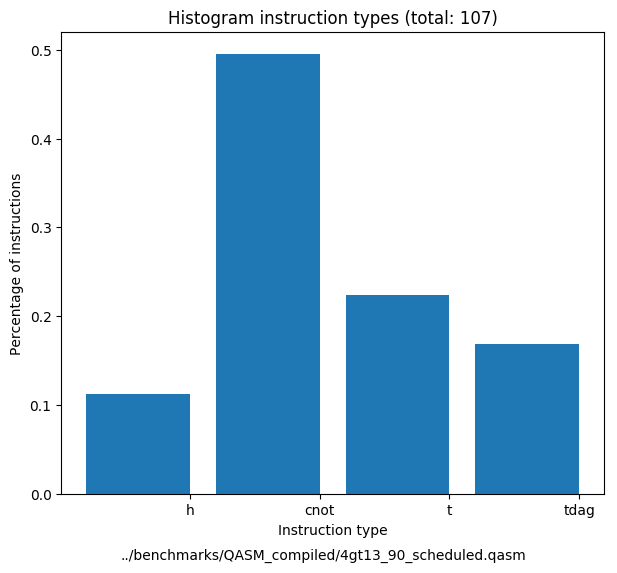 Histogram instruction types (total: 107)
Percentage of instructions
0.5
0.4
0.3
0.2
0.1
0.0
h cnot t tdag
Instruction type
../benchmarks/QASM_compiled/4gt13_90_scheduled.qasm